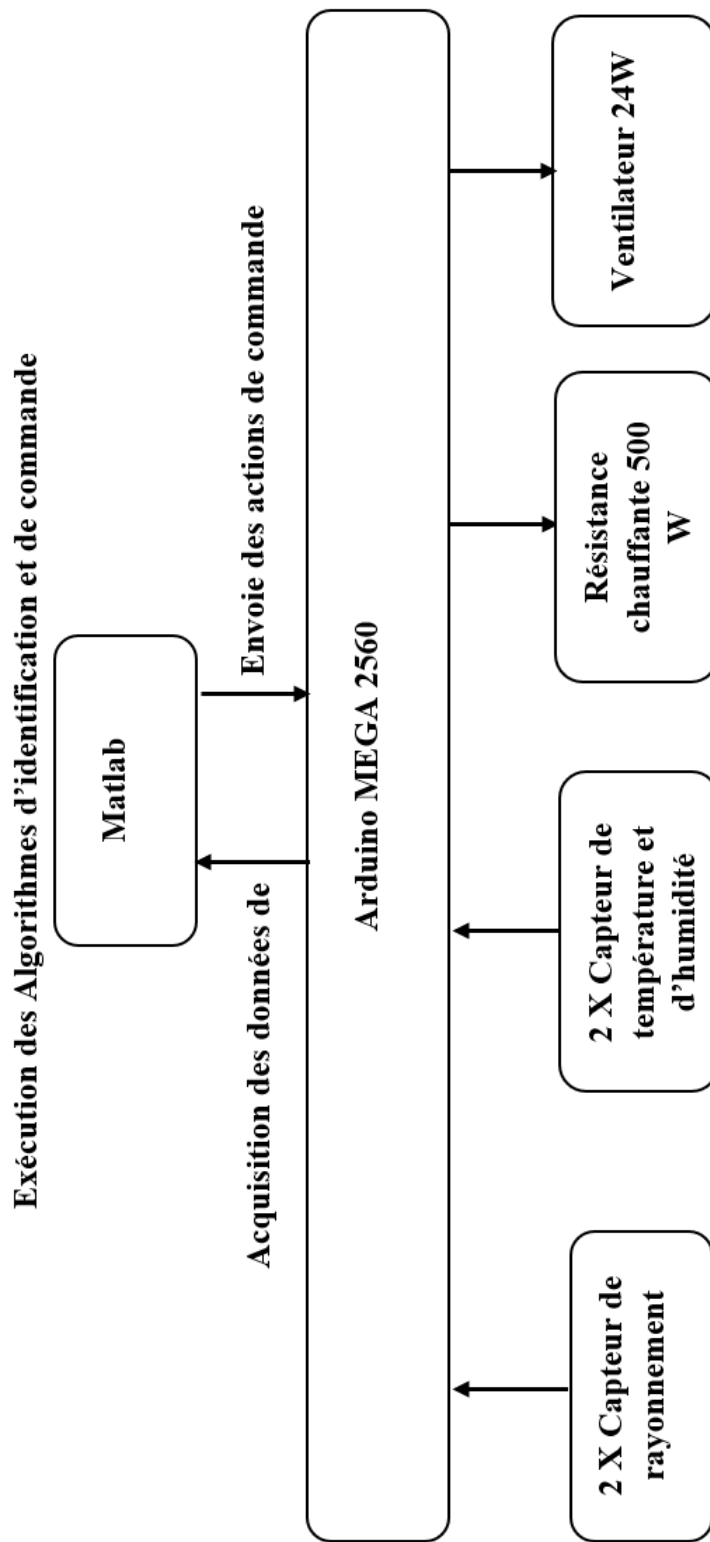 Exécution des Algorithmes d'identification et de commande
Matlab
Acquisition des données de
Envoie des actions de commande
Arduino MEGA 2560
2 X Capteur de
rayonnement
2 X Capteur de
température et
d'humidité
Résistance
chauffante 500
W
Ventilateur 24W